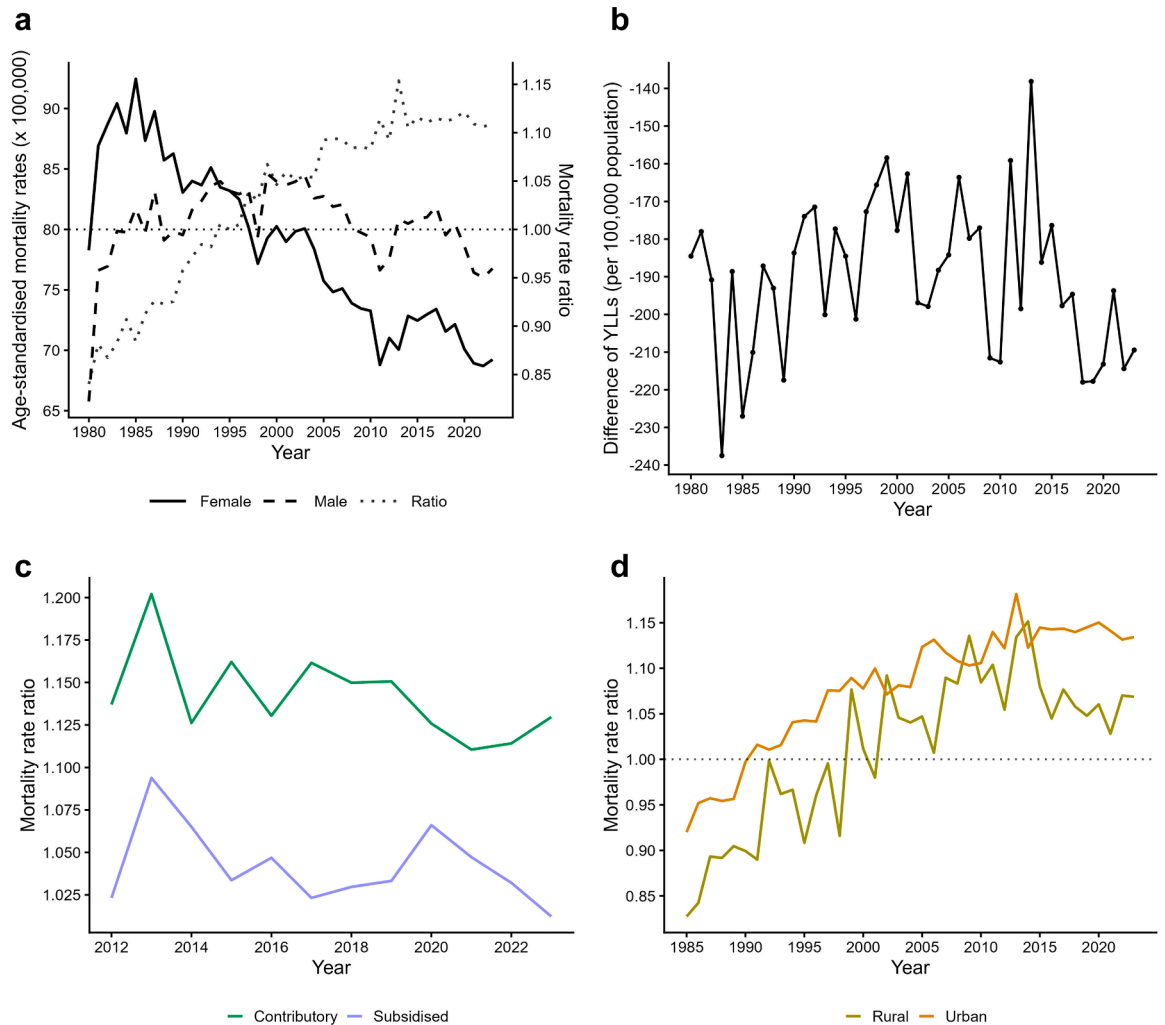 a
Age-standardised mortality rates (x 100,000)
90
85
80
75
70
65
1.15
1.10
1.05
1.00
0.95
0.90
0.85
Mortality rate ratio
1980 1985 1990 1995 2000 2005 2010 2015 2020
Year
Female Male Ratio
b
Difference of YLLs (per 100,000 population)
-140
-150
-160
-170
-180
-190
-200
-210
-220
-230
-240
1980 1985 1990 1995 2000 2005 2010 2015 2020
Year
c
Mortality rate ratio
1.200
1.175
1.150
1.125
1.100
1.075
1.050
1.025
2012 2014 2016 2018 2020 2022
Year
Contributory Subsidised
d
Mortality rate ratio
1.15
1.10
1.05
1.00
0.95
0.90
0.85
1985 1990 1995 2000 2005 2010 2015 2020
Year
Rural Urban